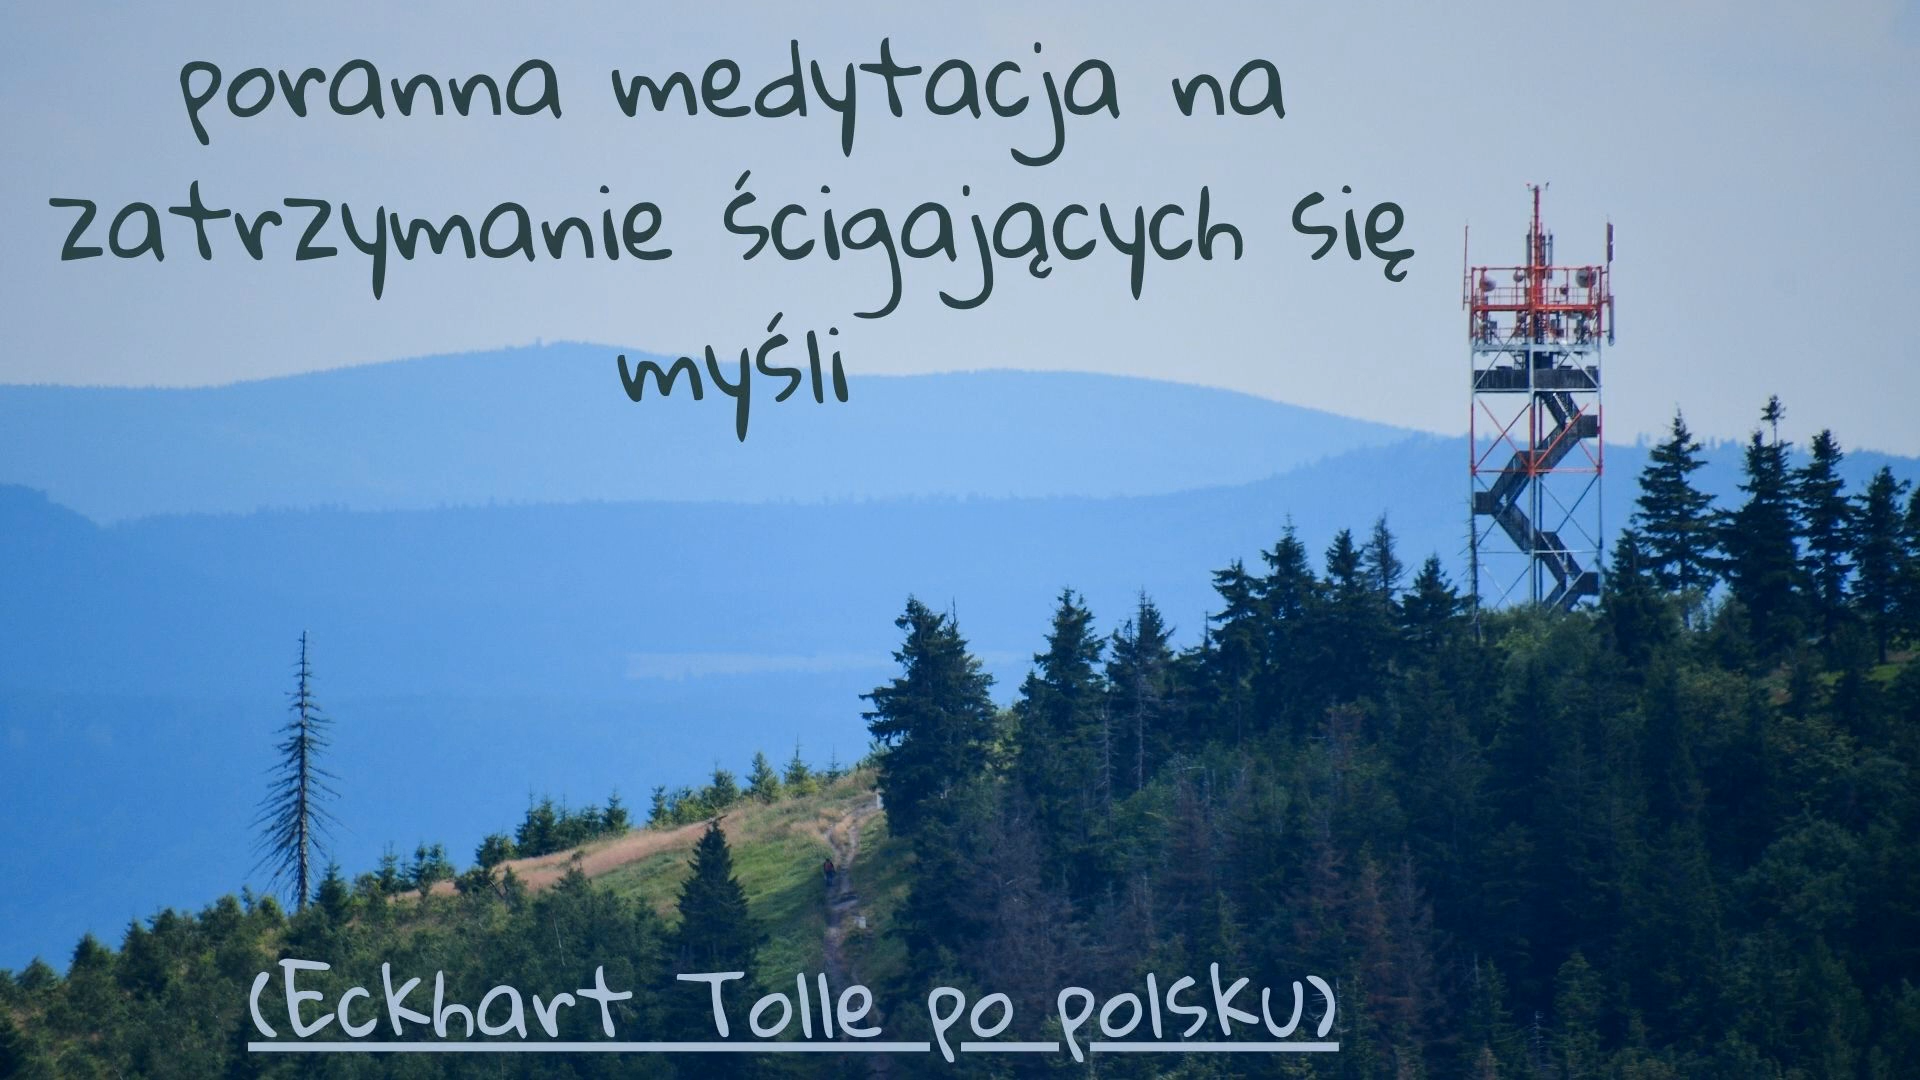 poranna medytacja na
zatrzymanie ścigających się
myśli
(Eckhart Tolle po polsku)